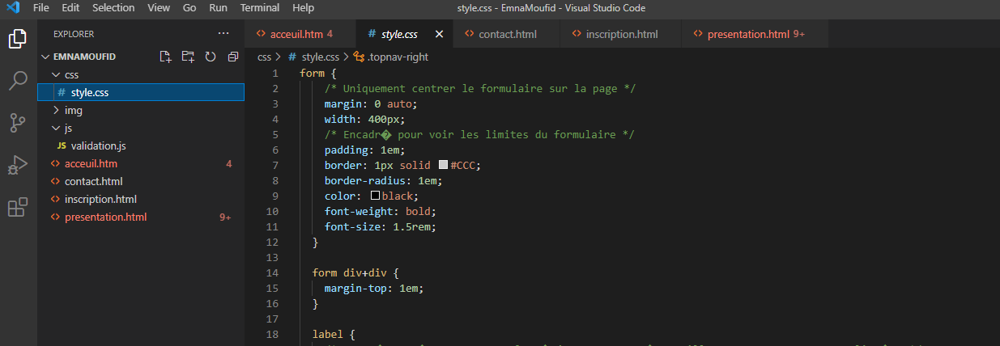 File Edit Selection View Go Run Terminal Help
style.css - EmnaMoufid - Visual Studio Code
EXPLORER ···
acceuil.htm 4
# style.css ×
contact.html
inscription.html
presentation.html 9+
EMNAMOUFID
css
# style.css
img
js
JS validation.js
acceuil.htm 4
contact.html
inscription.html
presentation.html 9+
css > # style.css > .topnav-right
1 form {
2 /* Uniquement centrer le formulaire sur la page */
3 margin: 0 auto;
4 width: 400px;
5 /* Encadr� pour voir les limites du formulaire */
6 padding: 1em;
7 border: 1px solid #CCC;
8 border-radius: 1em;
9 color: black;
10 font-weight: bold;
11 font-size: 1.5rem;
12 }
13
14 form div+div {
15 margin-top: 1em;
16 }
17
18 label {